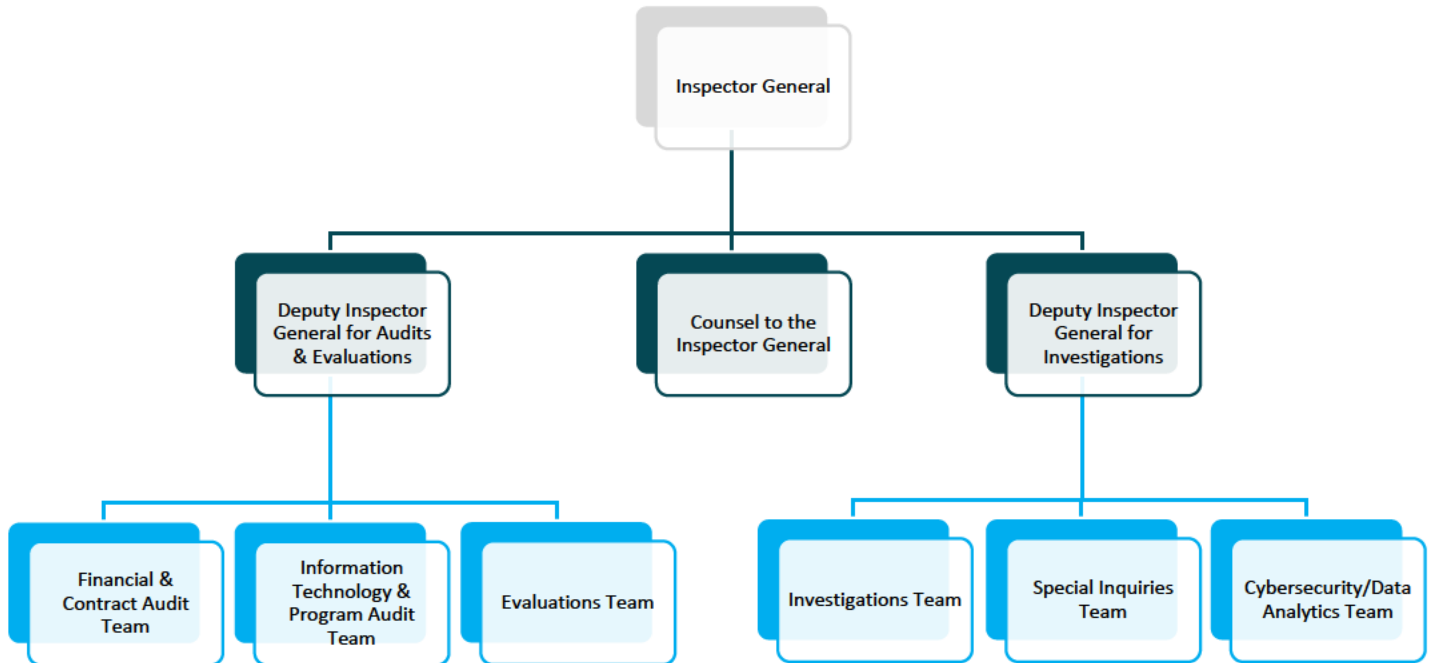 Inspector General
Deputy Inspector
General for Audits
& Evaluations
Counsel to the
Inspector General
Deputy Inspector
General for
Investigations
Financial &
Contract Audit
Team
Information
Technology &
Program Audit
Team
Evaluations Team
Investigations Team
Special Inquiries
Team
Cybersecurity/Data
Analytics Team